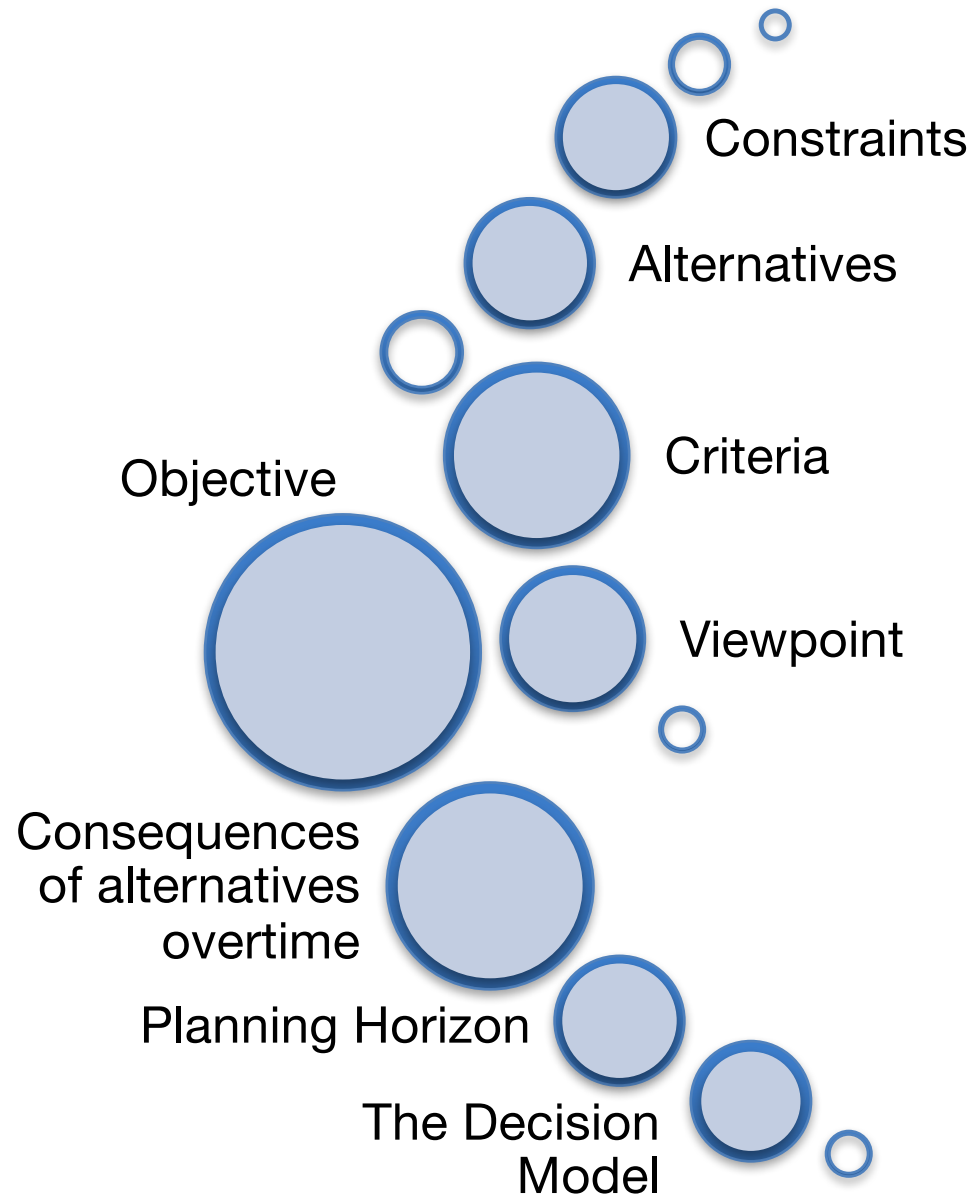 Constraints
Alternatives
Criteria
Objective
Viewpoint
Consequences
of alternatives
overtime
Planning Horizon
The Decision
Model